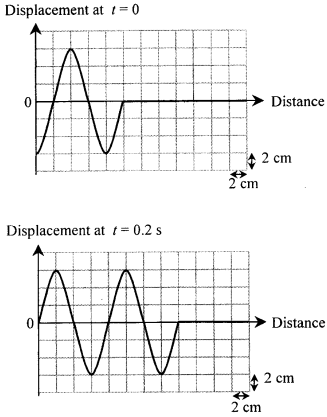 Displacement at t = 0
0
Distance
2 cm
2 cm
Displacement at t = 0.2 s
0
Distance
2 cm
2 cm